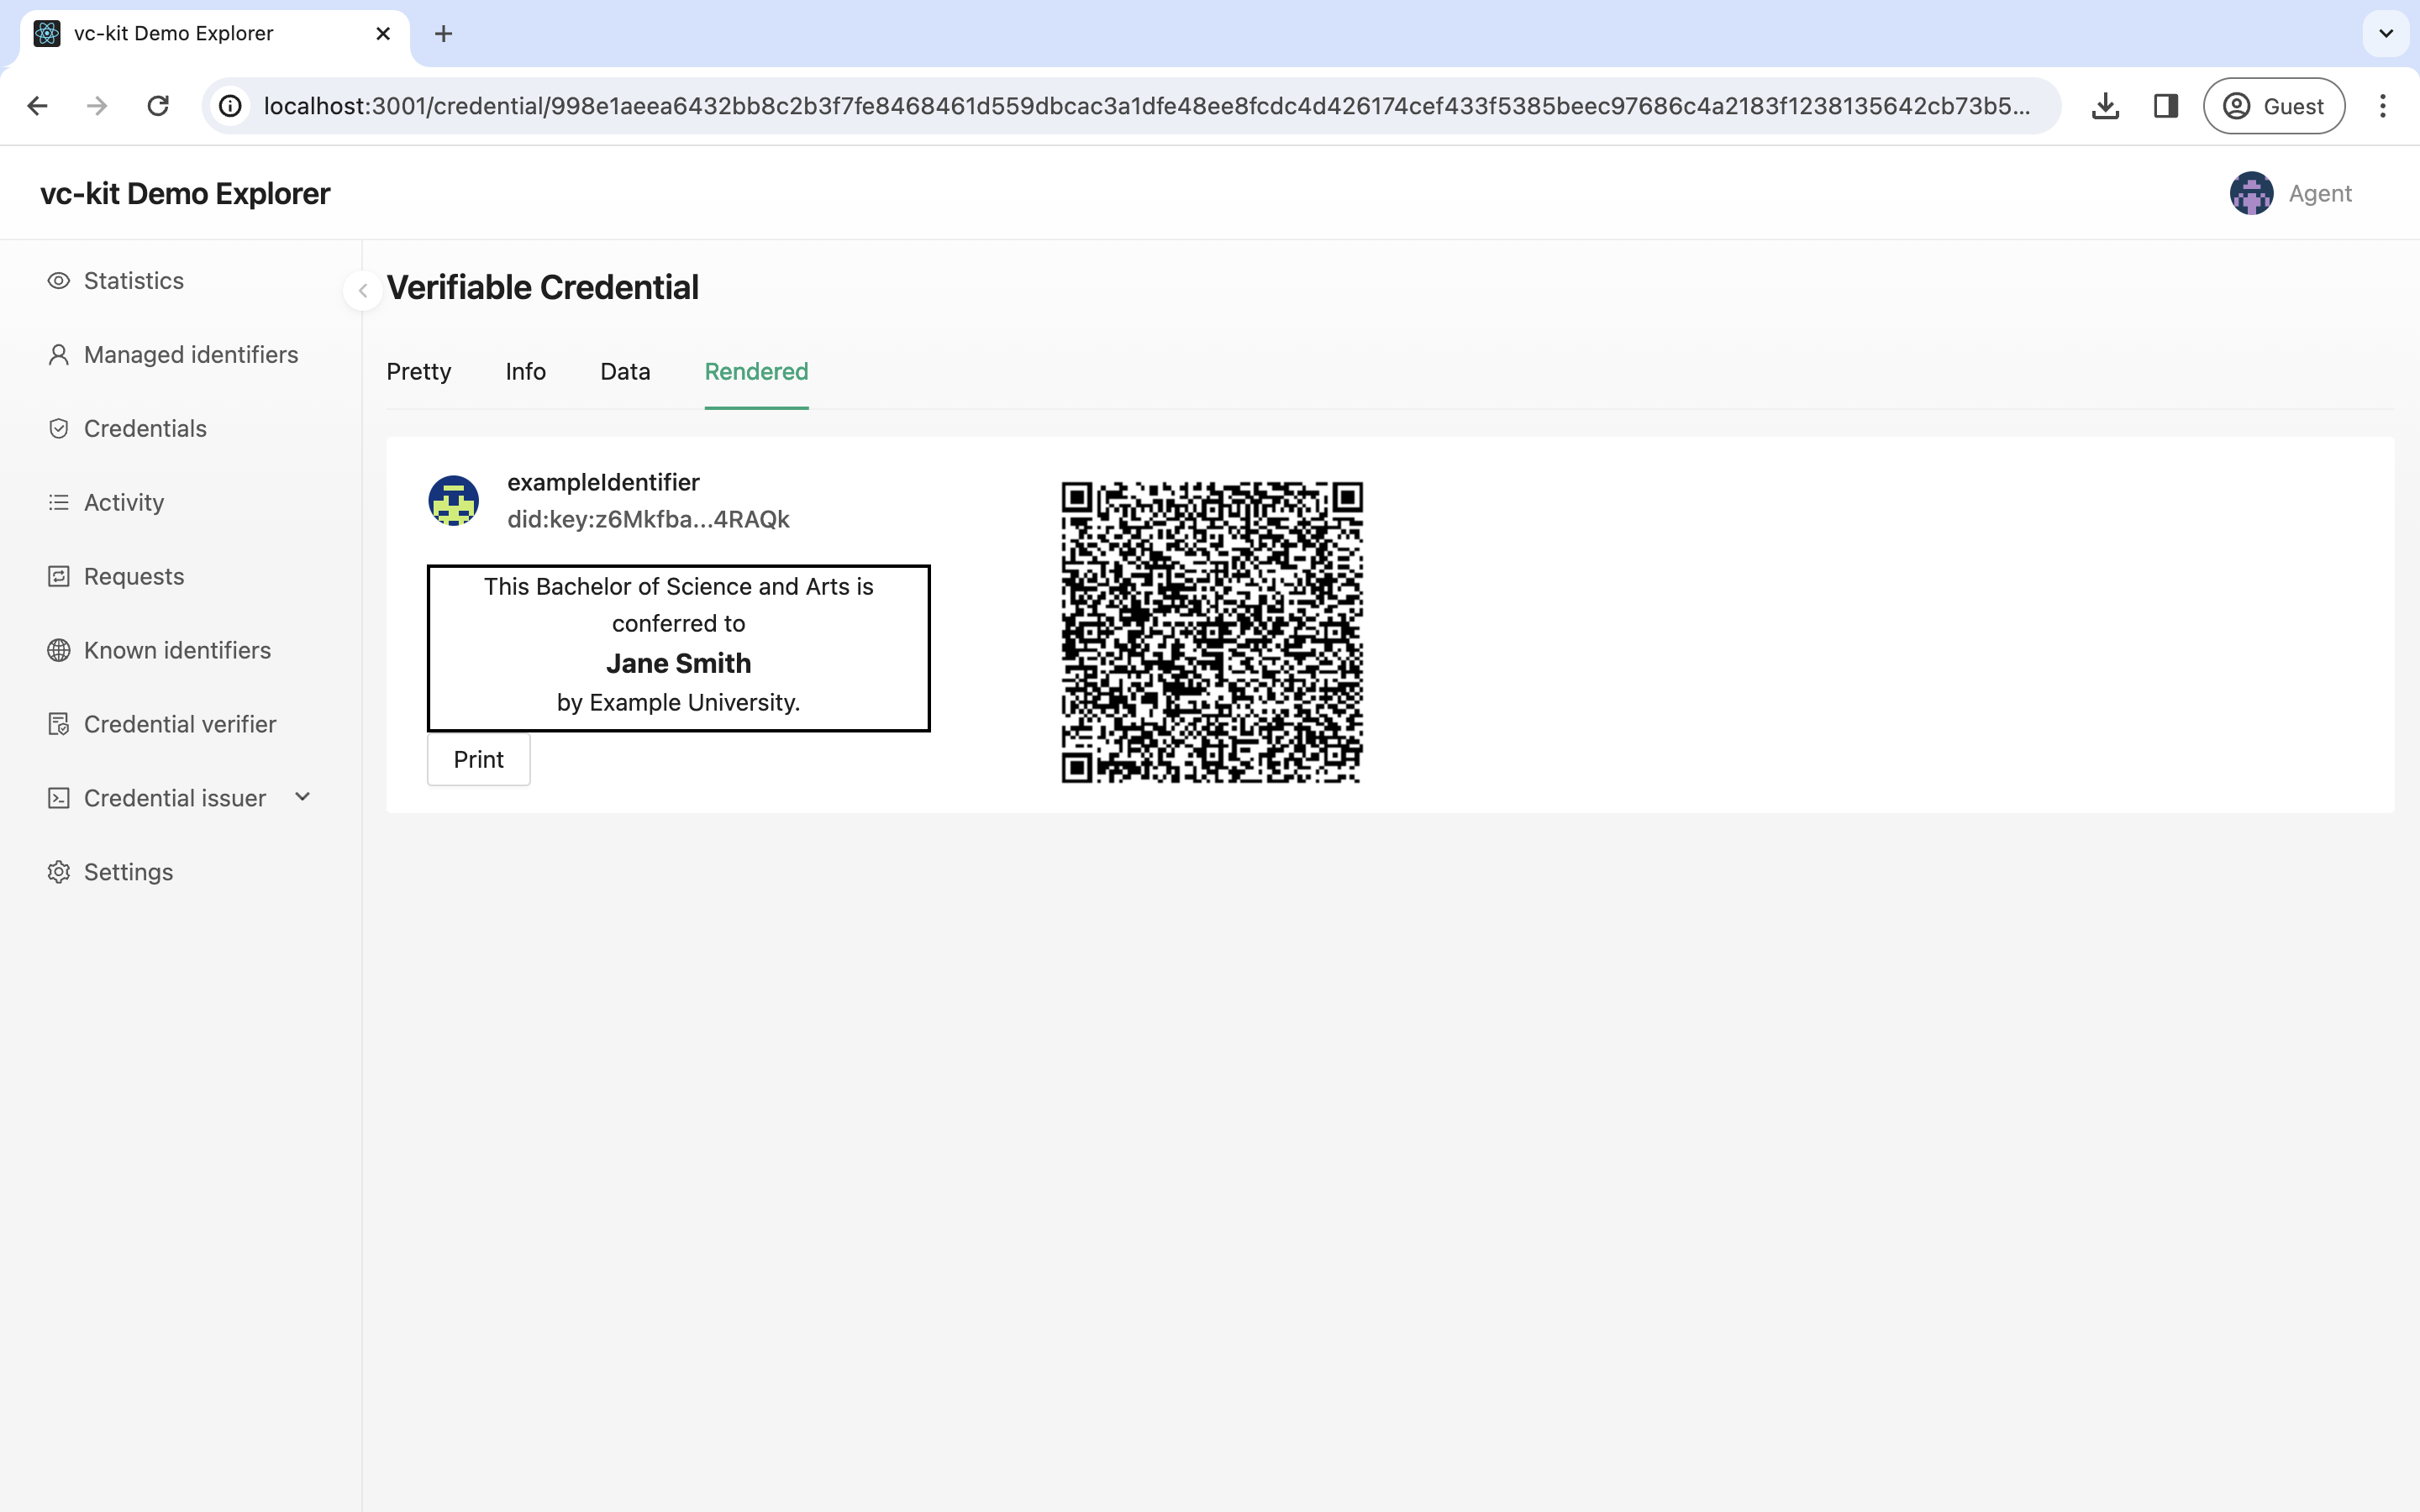 vc-kit Demo Explorer
localhost:3001/credential/998e1aeea6432bb8c2b3f7fe8468461d559dbcac3a1dfe48ee8fcdc4d426174cef433f5385beec97686c4a2183f1238135642cb73b5...
Guest
vc-kit Demo Explorer
Agent
Statistics
Managed identifiers
Credentials
Activity
Requests
Known identifiers
Credential verifier
Credential issuer
Settings
Verifiable Credential
Pretty
Info
Data
Rendered
exampleIdentifier
did:key:z6Mkfba...4RAQk
This Bachelor of Science and Arts is
conferred to
Jane Smith
by Example University.
Print